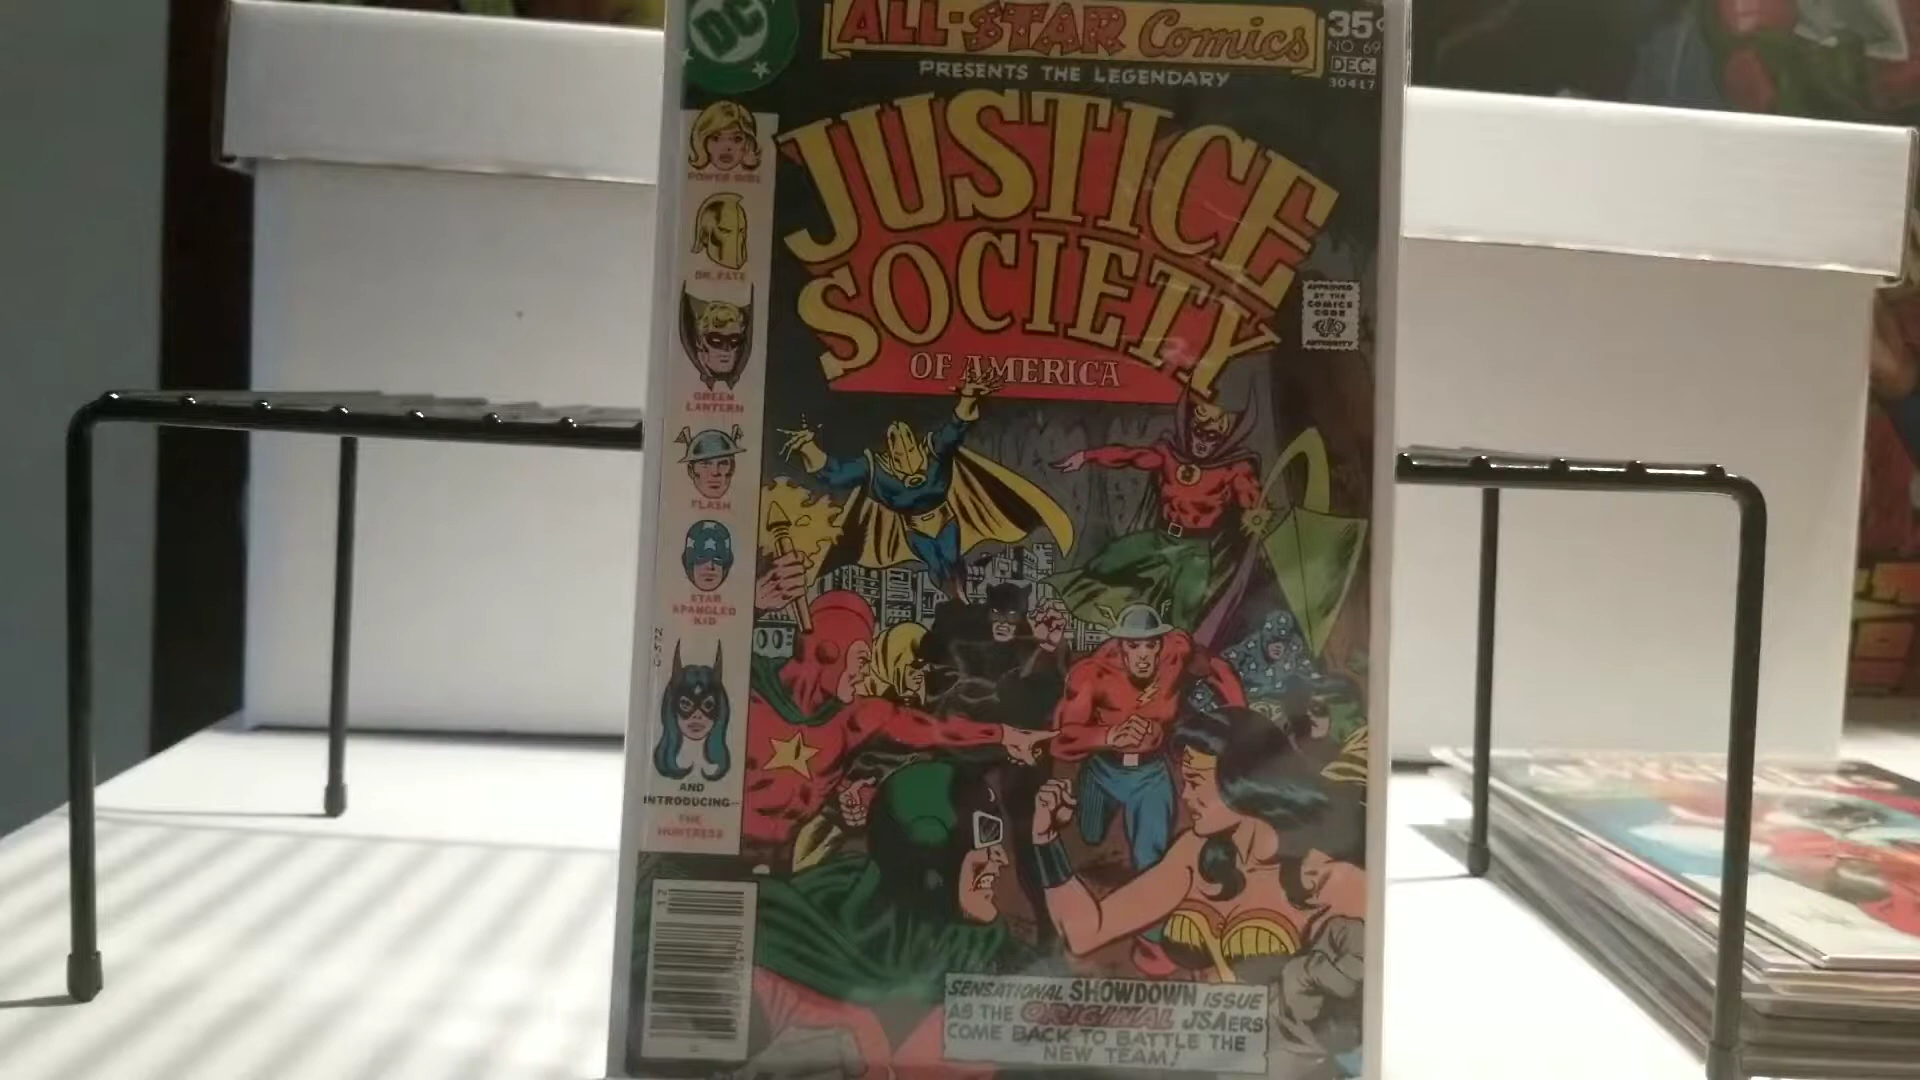 DC
ALL-STAR Comics
35¢
NO. 69
DEC.
30417
PRESENTS THE LEGENDARY
JUSTICE
SOCIETY
OF AMERICA
APPROVED
BY THE
COMICS
CODE
AUTHORITY
POWER GIRL
DR. FATE
GREEN
LANTERN
FLASH
STAR
SPANGLED
KID
AND
INTRODUCING—
THE
HUNTRESS
12
SENSATIONAL SHOWDOWN ISSUE
AS THE ORIGINAL JSAERS
COME BACK TO BATTLE THE
NEW TEAM!